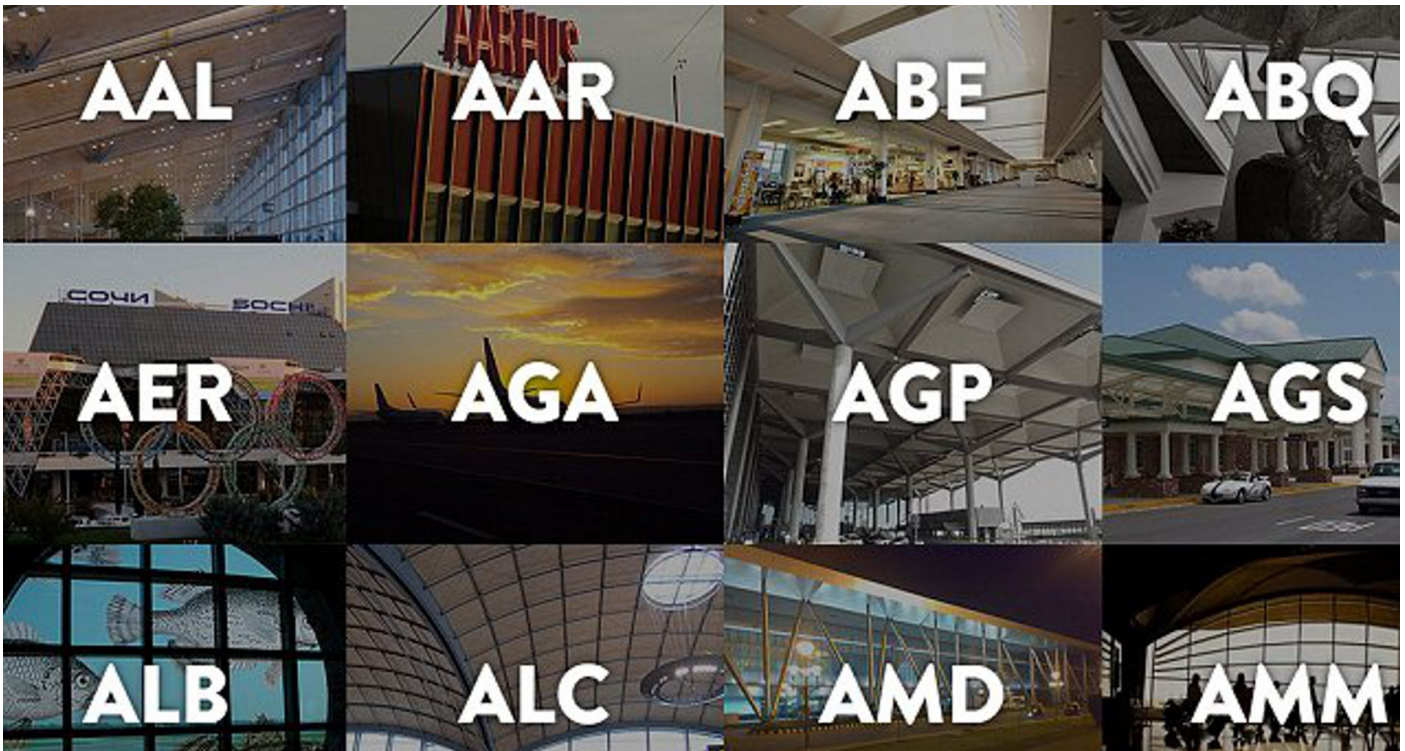 AARHUS
AAL
AAR
ABE
ABQ
СОЧИ
SOCHI
AER
AGA
AGP
AGS
ALB
ALC
AMD
AMM